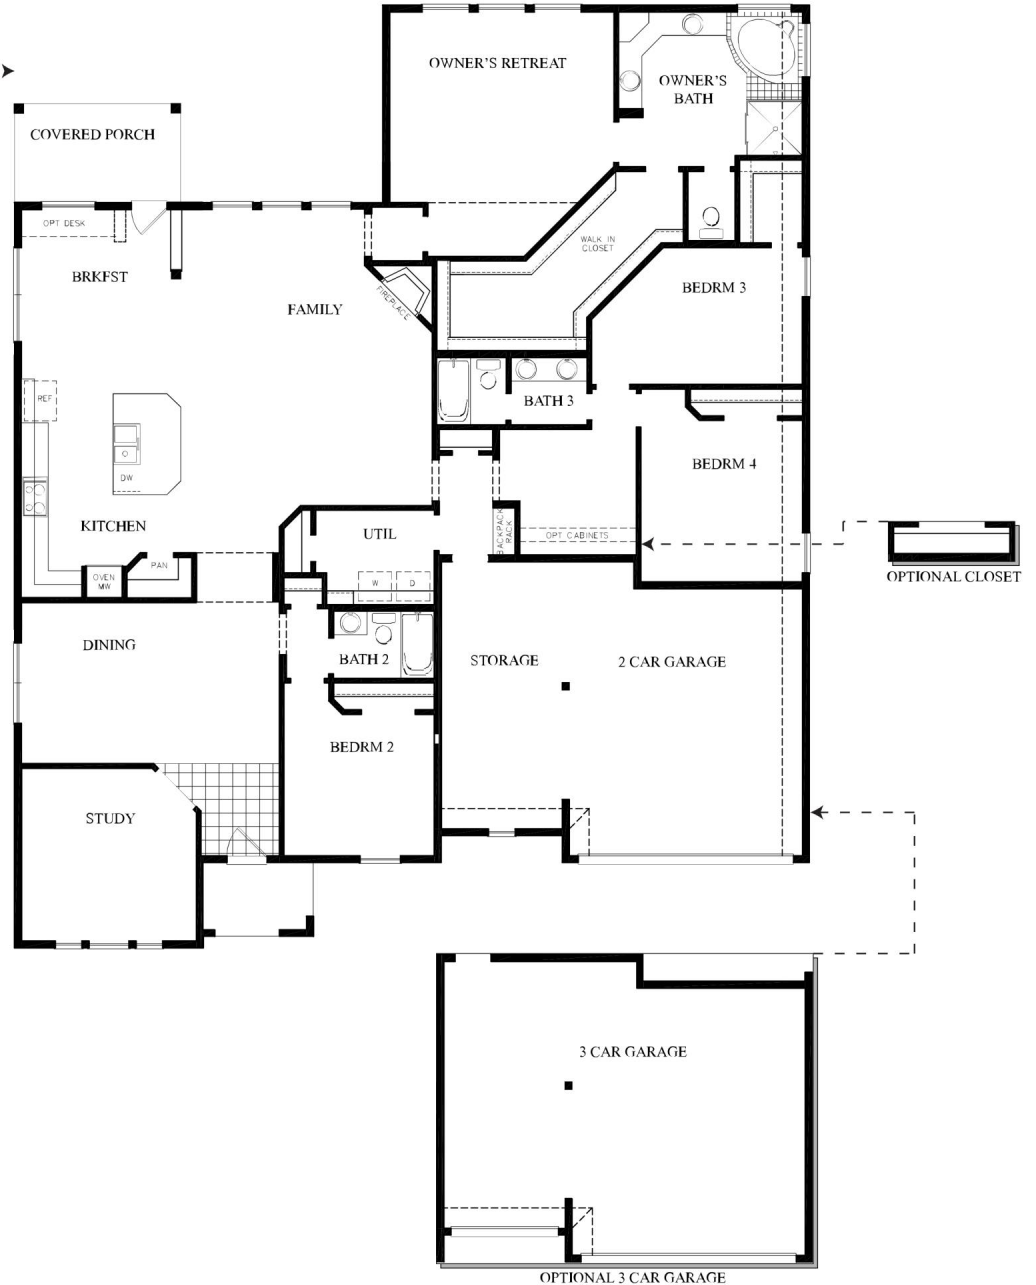 OWNER'S RETREAT
OWNER'S
BATH
COVERED PORCH
OPT DESK
WALK IN
CLOSET
BRKFST
BEDRM 3
FAMILY
FIREPLACE
REF
BATH 3
BEDRM 4
DW
KITCHEN
UTIL
BACKPACK
RACK
OPT CABINETS
PAN
OVEN
MW
W
D
OPTIONAL CLOSET
DINING
BATH 2
STORAGE
2 CAR GARAGE
BEDRM 2
STUDY
3 CAR GARAGE
OPTIONAL 3 CAR GARAGE